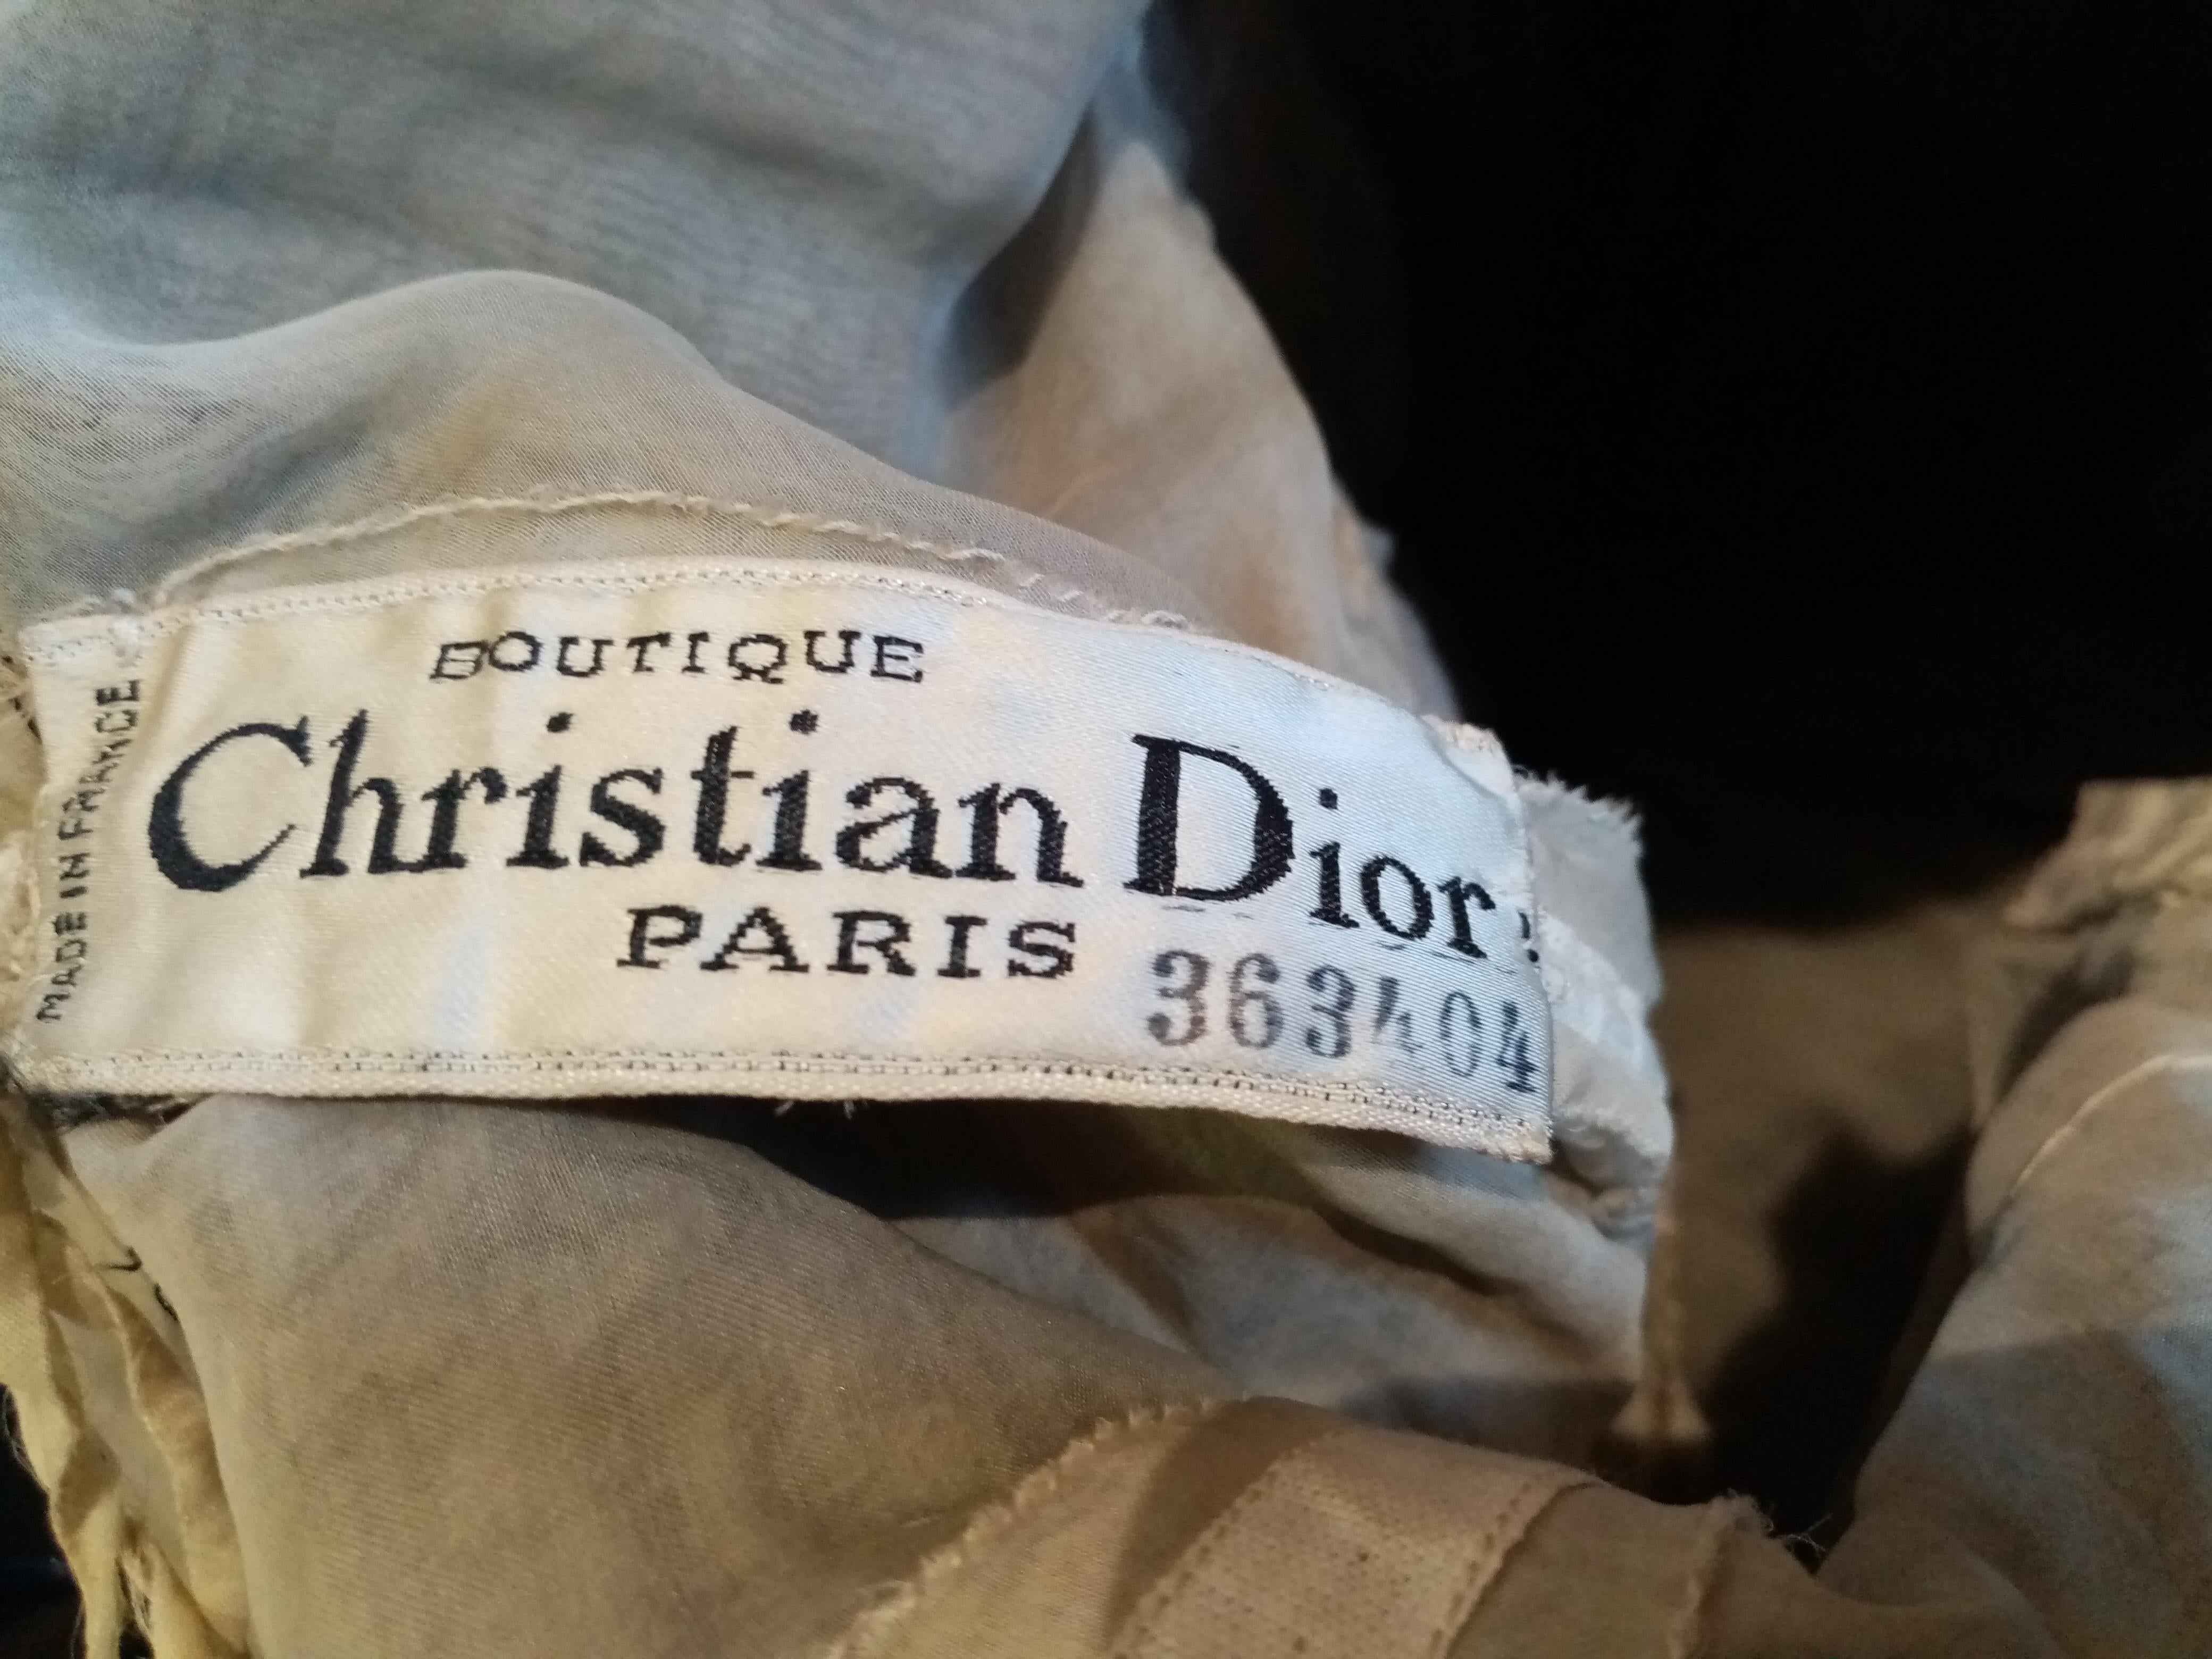 BOUTIQUE
Christian Dior
PARIS
363404
MADE IN FRANCE